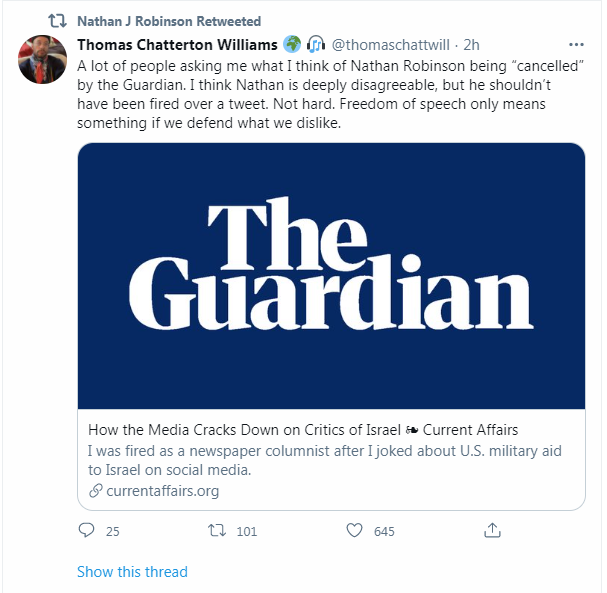 Nathan J Robinson Retweeted
Thomas Chatterton Williams 🌍 🎧 @thomaschattwill · 2h
A lot of people asking me what I think of Nathan Robinson being “cancelled”
by the Guardian. I think Nathan is deeply disagreeable, but he shouldn’t
have been fired over a tweet. Not hard. Freedom of speech only means
something if we defend what we dislike.
The
Guardian
How the Media Cracks Down on Critics of Israel ❧ Current Affairs
I was fired as a newspaper columnist after I joked about U.S. military aid
to Israel on social media.
currentaffairs.org
25 101 645
Show this thread